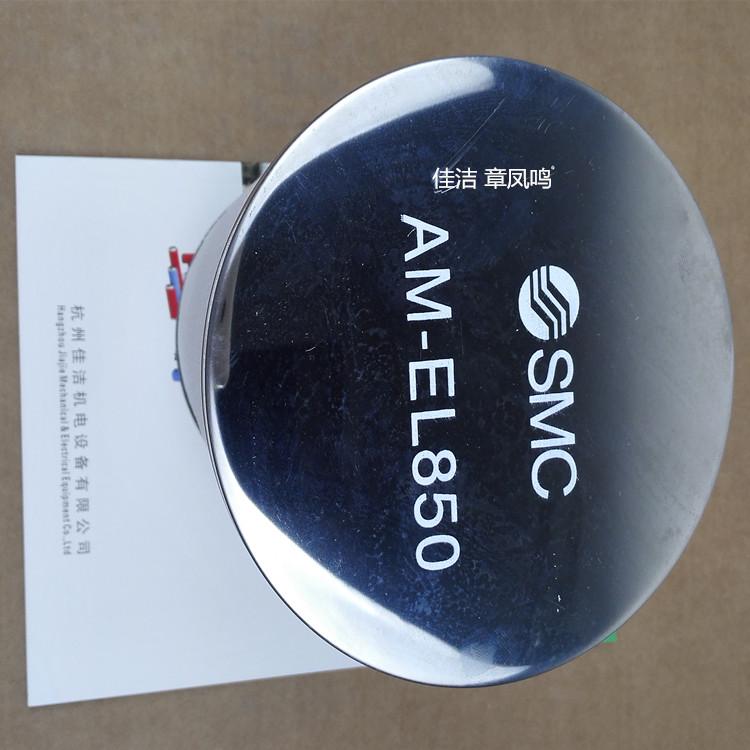 佳洁 章凤鸣
SMC
AM-EL850
杭州佳洁机电设备有限公司
Hangzhou Jiajie Mechanical & Electrical Equipment Co.,Ltd